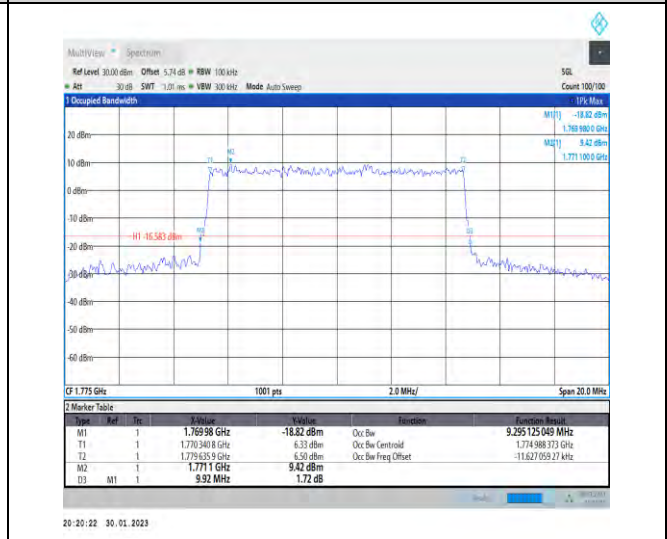 MultiView Spectrum
Ref Level 30.00 dBm Offset 5.74 dB RBW 100 kHz SGL
Att 30 dB SWT 1.01 ms VBW 300 kHz Mode Auto Sweep Count 100/100
1 Occupied Bandwidth 1Pk Max
M1[1] -18.82 dBm
1.769 980 0 GHz
M2[1] 9.42 dBm
1.771 100 0 GHz
20 dBm
M2
T1 T2
10 dBm
0 dBm
-10 dBm
M1 D3
H1 -16.583 dBm
-20 dBm
-30 dBm
-40 dBm
-50 dBm
-60 dBm
CF 1.775 GHz 1001 pts 2.0 MHz/ Span 20.0 MHz
2 Marker Table
Type Ref Trc X-Value Y-Value Function Function Result
M1 1 1.769 98 GHz -18.82 dBm Occ Bw 9.295 125 049 MHz
T1 1 1.770 340 8 GHz 6.33 dBm Occ Bw Centroid 1.774 988 373 GHz
T2 1 1.779 635 9 GHz 6.50 dBm Occ Bw Freq Offset -11.627 059 27 kHz
M2 1 1.771 1 GHz 9.42 dBm
D3 M1 1 9.92 MHz 1.72 dB
20:20:22 30.01.2023